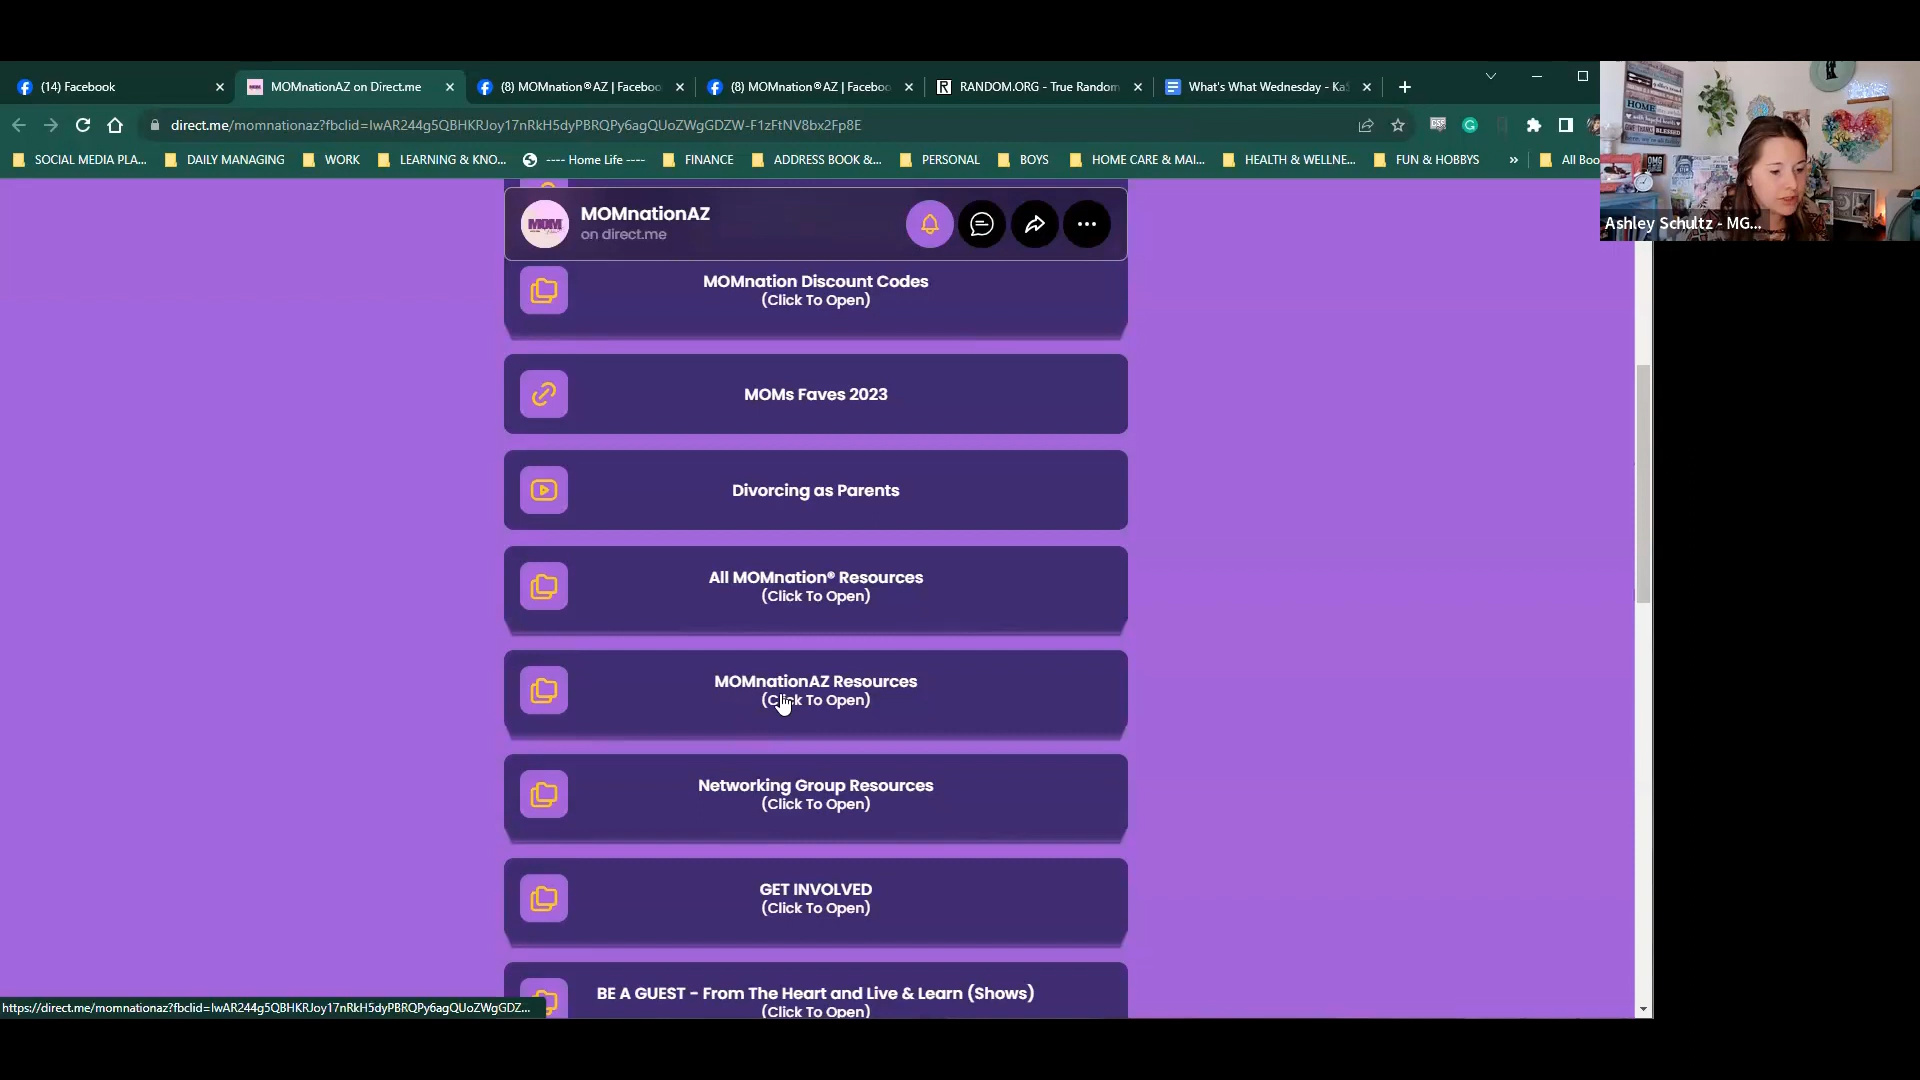 (14) Facebook
MOMnationAZ on Direct.me
(8) MOMnation®AZ | Faceboo
(8) MOMnation®AZ | Faceboo
RANDOM.ORG - True Random
What's What Wednesday - Ka
direct.me/momnationaz?fbclid=IwAR244g5QBHKRJoy17nRkH5dyPBRQPy6agQUoZWgGDZW-F1zFtNV8bx2Fp8E
SOCIAL MEDIA PLA...
DAILY MANAGING
WORK
LEARNING & KNO...
---- Home Life ----
FINANCE
ADDRESS BOOK &...
PERSONAL
BOYS
HOME CARE & MAI...
HEALTH & WELLNE...
FUN & HOBBYS
»
All Boo
HOME
BLESSED
OMG
Ashley Schultz - MG...
MOM
MOMnationAZ
on direct.me
MOMnation Discount Codes
(Click To Open)
MOMs Faves 2023
Divorcing as Parents
All MOMnation® Resources
(Click To Open)
MOMnationAZ Resources
(Click To Open)
Networking Group Resources
(Click To Open)
GET INVOLVED
(Click To Open)
BE A GUEST - From The Heart and Live & Learn (Shows)
(Click To Open)
https://direct.me/momnationaz?fbclid=IwAR244g5QBHKRJoy17nRkH5dyPBRQPy6agQUoZWgGDZ...